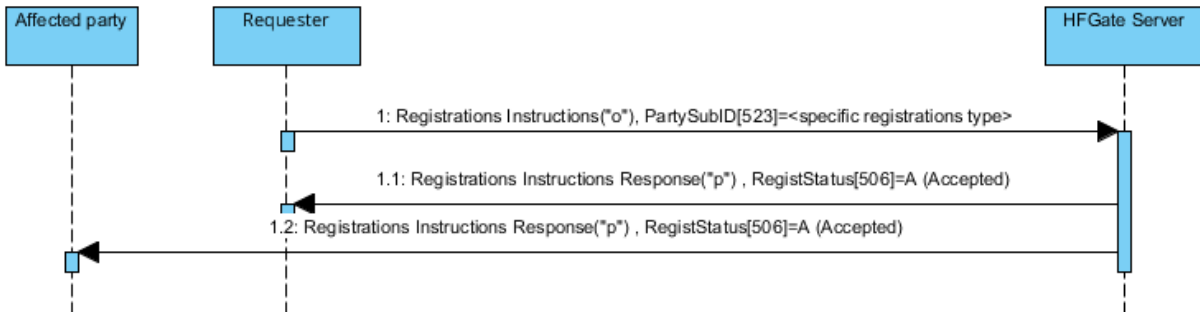 Affected party
Requester
HFGate Server
1: Registrations Instructions("o"), PartySubID[523]=<specific registrations type>
1.1: Registrations Instructions Response("p") , RegistStatus[506]=A (Accepted)
1.2: Registrations Instructions Response("p") , RegistStatus[506]=A (Accepted)